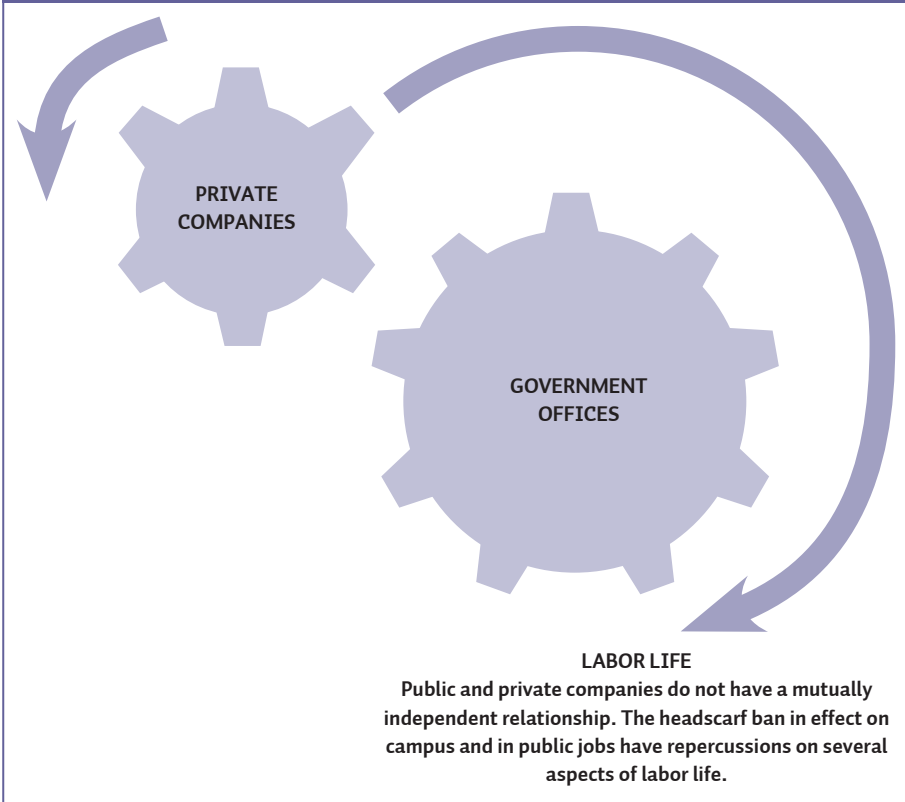 PRIVATE
COMPANIES
GOVERNMENT
OFFICES
LABOR LIFE
Public and private companies do not have a mutually
independent relationship. The headscarf ban in effect on
campus and in public jobs have repercussions on several
aspects of labor life.